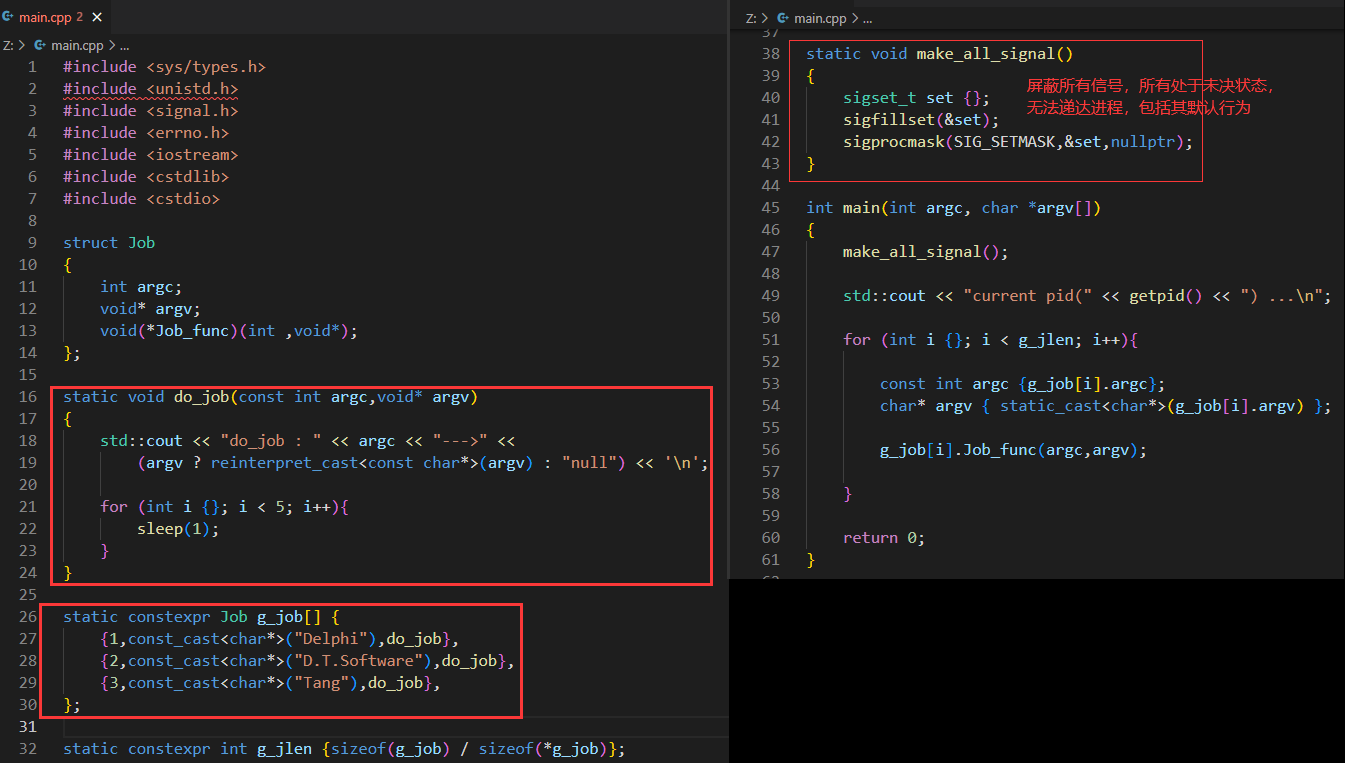 main.cpp 2 ×
Z: > main.cpp > ...
1 #include <sys/types.h>
2 #include <unistd.h>
3 #include <signal.h>
4 #include <errno.h>
5 #include <iostream>
6 #include <cstdlib>
7 #include <cstdio>
8
9 struct Job
10 {
11     int argc;
12     void* argv;
13     void(*Job_func)(int ,void*);
14 };
15
16 static void do_job(const int argc,void* argv)
17 {
18     std::cout << "do_job : " << argc << "--->" <<
19         (argv ? reinterpret_cast<const char*>(argv) : "null") << '\n';
20
21     for (int i {}; i < 5; i++){
22         sleep(1);
23     }
24 }
25
26 static constexpr Job g_job[] {
27     {1,const_cast<char*>("Delphi"),do_job},
28     {2,const_cast<char*>("D.T.Software"),do_job},
29     {3,const_cast<char*>("Tang"),do_job},
30 };
31
32 static constexpr int g_jlen {sizeof(g_job) / sizeof(*g_job)};
Z: > main.cpp > ...
37
38 static void make_all_signal()
39 {
40     sigset_t set {};
41     sigfillset(&set);
42     sigprocmask(SIG_SETMASK,&set,nullptr);
43 }
屏蔽所有信号，所有处于未决状态，
无法递达进程，包括其默认行为
44
45 int main(int argc, char *argv[])
46 {
47     make_all_signal();
48
49     std::cout << "current pid(" << getpid() << ") ...\n";
50
51     for (int i {}; i < g_jlen; i++){
52
53         const int argc {g_job[i].argc};
54         char* argv { static_cast<char*>(g_job[i].argv) };
55
56         g_job[i].Job_func(argc,argv);
57
58     }
59
60     return 0;
61 }
62